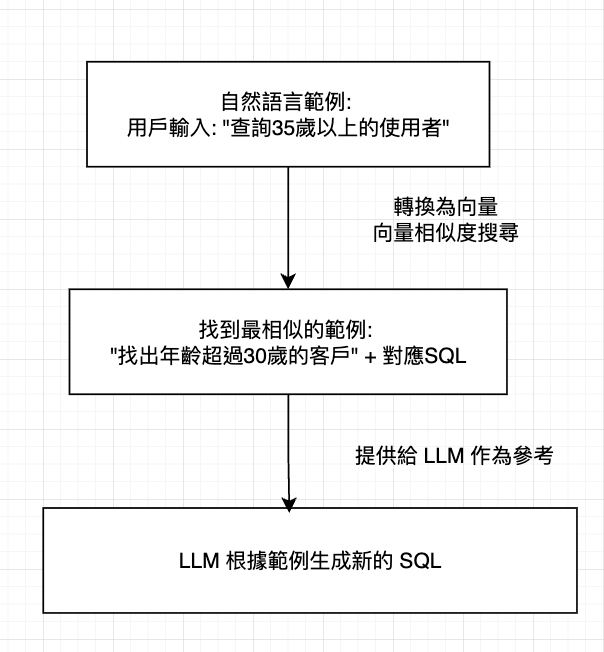 自然語言範例:
用戶輸入: "查詢35歲以上的使用者"
轉換為向量
向量相似度搜尋
找到最相似的範例:
"找出年齡超過30歲的客戶" + 對應SQL
提供給 LLM 作為參考
LLM 根據範例生成新的 SQL